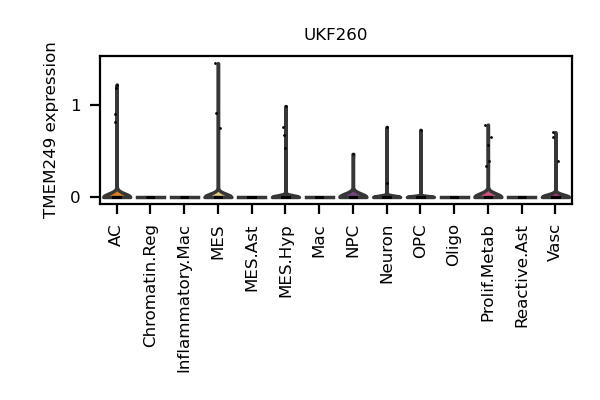 UKF260
TMEM249 expression
1
0
AC
Chromatin.Reg
Inflammatory.Mac
MES
MES.Ast
MES.Hyp
Mac
NPC
Neuron
OPC
Oligo
Prolif.Metab
Reactive.Ast
Vasc